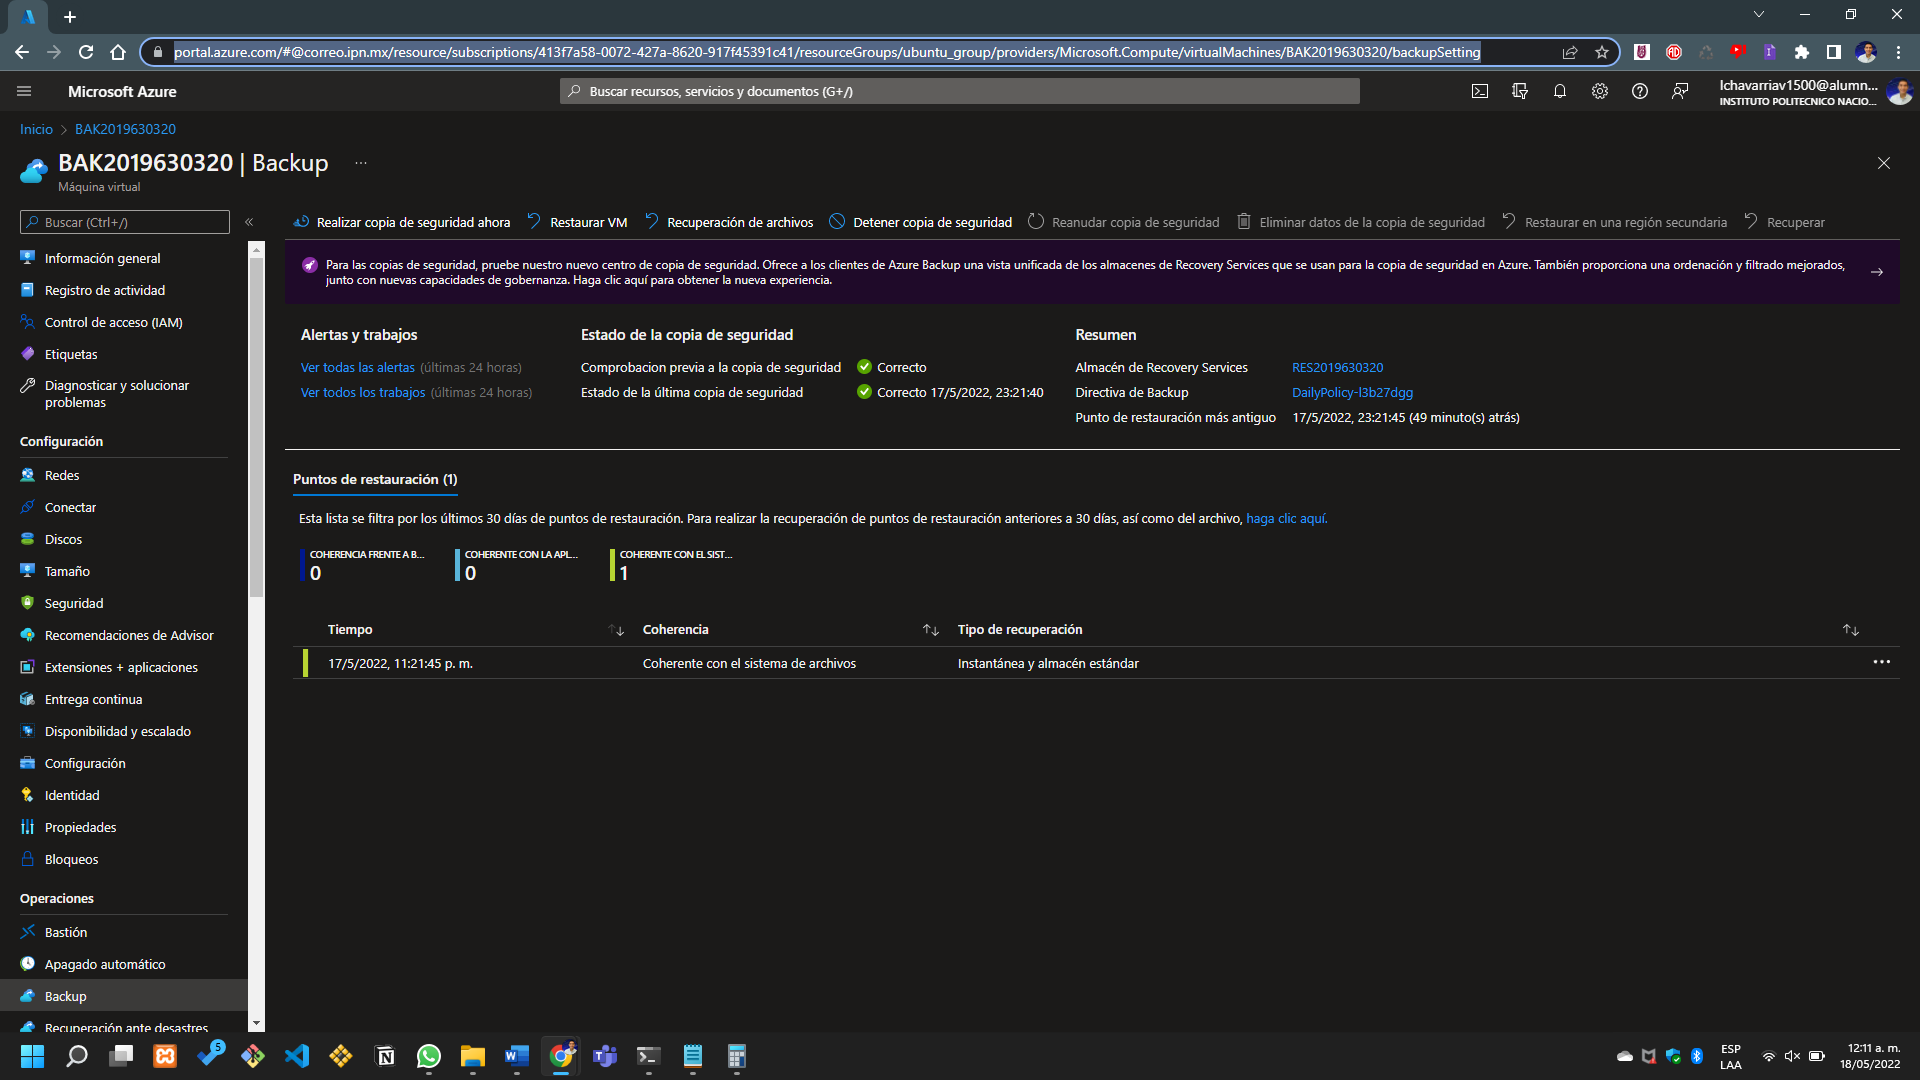 portal.azure.com/#@correo.ipn.mx/resource/subscriptions/413f7a58-0072-427a-8620-917f45391c41/resourceGroups/ubuntu_group/providers/Microsoft.Compute/virtualMachines/BAK2019630320/backupSetting
Microsoft Azure
Buscar recursos, servicios y documentos (G+/)
lchavarriav1500@alumn...
INSTITUTO POLITECNICO NACIO...
Inicio > BAK2019630320
BAK2019630320 | Backup ...
Máquina virtual
Buscar (Ctrl+/)
Información general
Registro de actividad
Control de acceso (IAM)
Etiquetas
Diagnosticar y solucionar
problemas
Configuración
Redes
Conectar
Discos
Tamaño
Seguridad
Recomendaciones de Advisor
Extensiones + aplicaciones
Entrega continua
Disponibilidad y escalado
Configuración
Identidad
Propiedades
Bloqueos
Operaciones
Bastión
Apagado automático
Backup
Recuperación ante desastres
Realizar copia de seguridad ahora Restaurar VM Recuperación de archivos Detener copia de seguridad Reanudar copia de seguridad Eliminar datos de la copia de seguridad Restaurar en una región secundaria Recuperar
Para las copias de seguridad, pruebe nuestro nuevo centro de copia de seguridad. Ofrece a los clientes de Azure Backup una vista unificada de los almacenes de Recovery Services que se usan para la copia de seguridad en Azure. También proporciona una ordenación y filtrado mejorados,
junto con nuevas capacidades de gobernanza. Haga clic aquí para obtener la nueva experiencia.
Alertas y trabajos
Ver todas las alertas (últimas 24 horas)
Ver todos los trabajos (últimas 24 horas)
Estado de la copia de seguridad
Comprobacion previa a la copia de seguridad Correcto
Estado de la última copia de seguridad Correcto 17/5/2022, 23:21:40
Resumen
Almacén de Recovery Services RES2019630320
Directiva de Backup DailyPolicy-l3b27dgg
Punto de restauración más antiguo 17/5/2022, 23:21:45 (49 minuto(s) atrás)
Puntos de restauración (1)
Esta lista se filtra por los últimos 30 días de puntos de restauración. Para realizar la recuperación de puntos de restauración anteriores a 30 días, así como del archivo, haga clic aquí.
COHERENCIA FRENTE A B...
0
COHERENTE CON LA APL...
0
COHERENTE CON EL SIST...
1
Tiempo Coherencia Tipo de recuperación
17/5/2022, 11:21:45 p. m. Coherente con el sistema de archivos Instantánea y almacén estándar
5
ESP
LAA
12:11 a. m.
18/05/2022